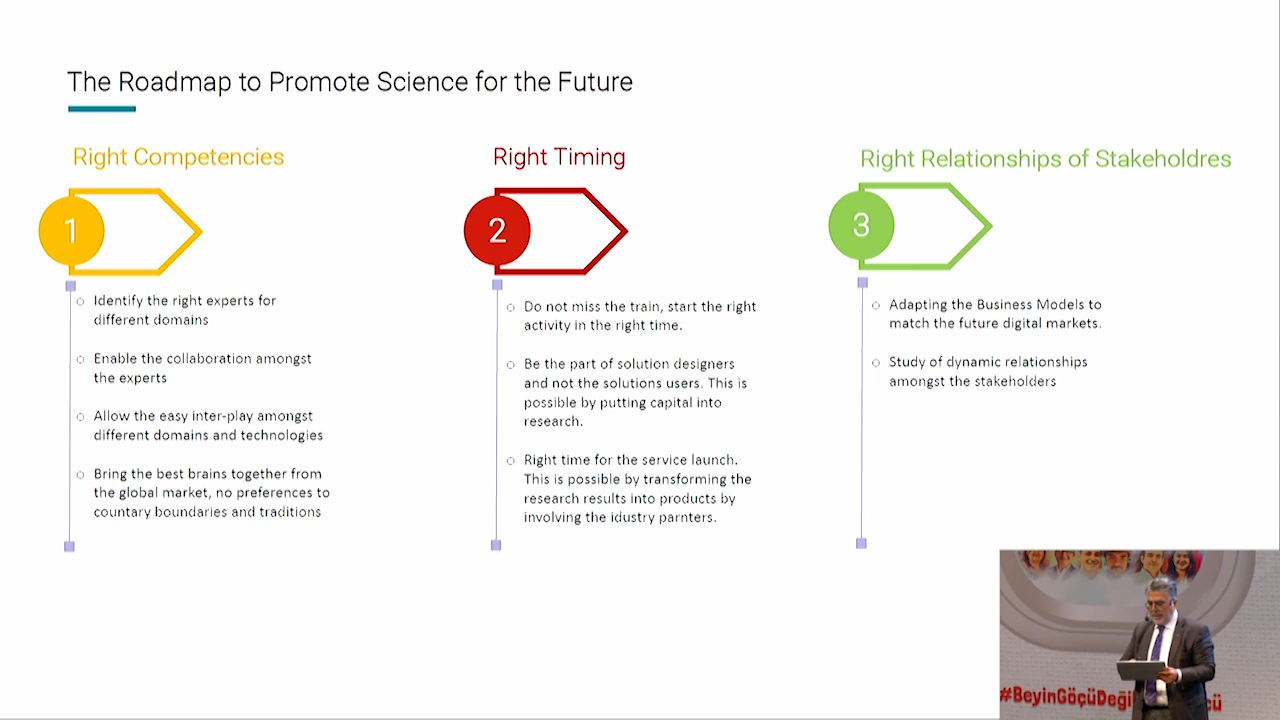 The Roadmap to Promote Science for the Future
Right Competencies
1
Identify the right experts for
different domains
Enable the collaboration amongst
the experts
Allow the easy inter-play amongst
different domains and technologies
Bring the best brains together from
the global market, no preferences to
countary boundaries and traditions
Right Timing
2
Do not miss the train, start the right
activity in the right time.
Be the part of solution designers
and not the solutions users. This is
possible by putting capital into
research.
Right time for the service launch.
This is possible by transforming the
research results into products by
involving the idustry parnters.
Right Relationships of Stakeholdres
3
Adapting the Business Models to
match the future digital markets.
Study of dynamic relationships
amongst the stakeholders
#BeyinGöçüDeği